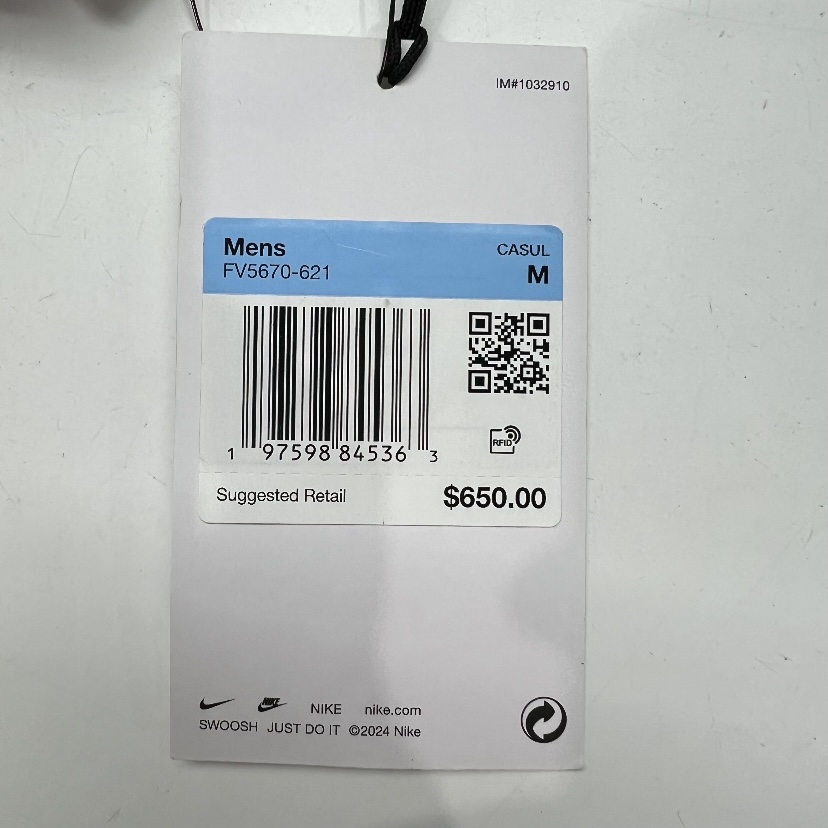 IM#1032910
Mens CASUL
FV5670-621 M
RFID
1 97598 84536 3
Suggested Retail $650.00
NIKE nike.com
SWOOSH JUST DO IT ©2024 Nike